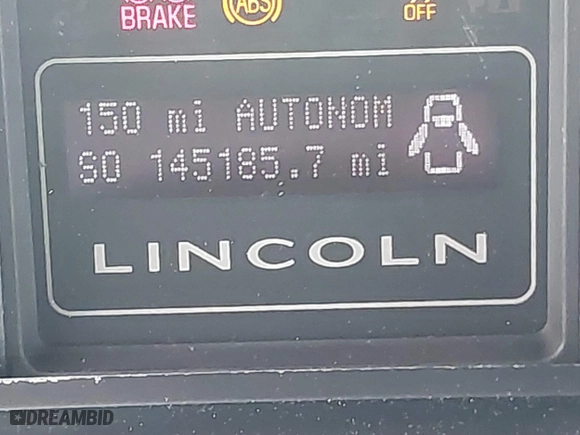 BRAKE
ABS
OFF
150 mi AUTONOM
SO 145185.7 mi
LINCOLN
DREAMBID